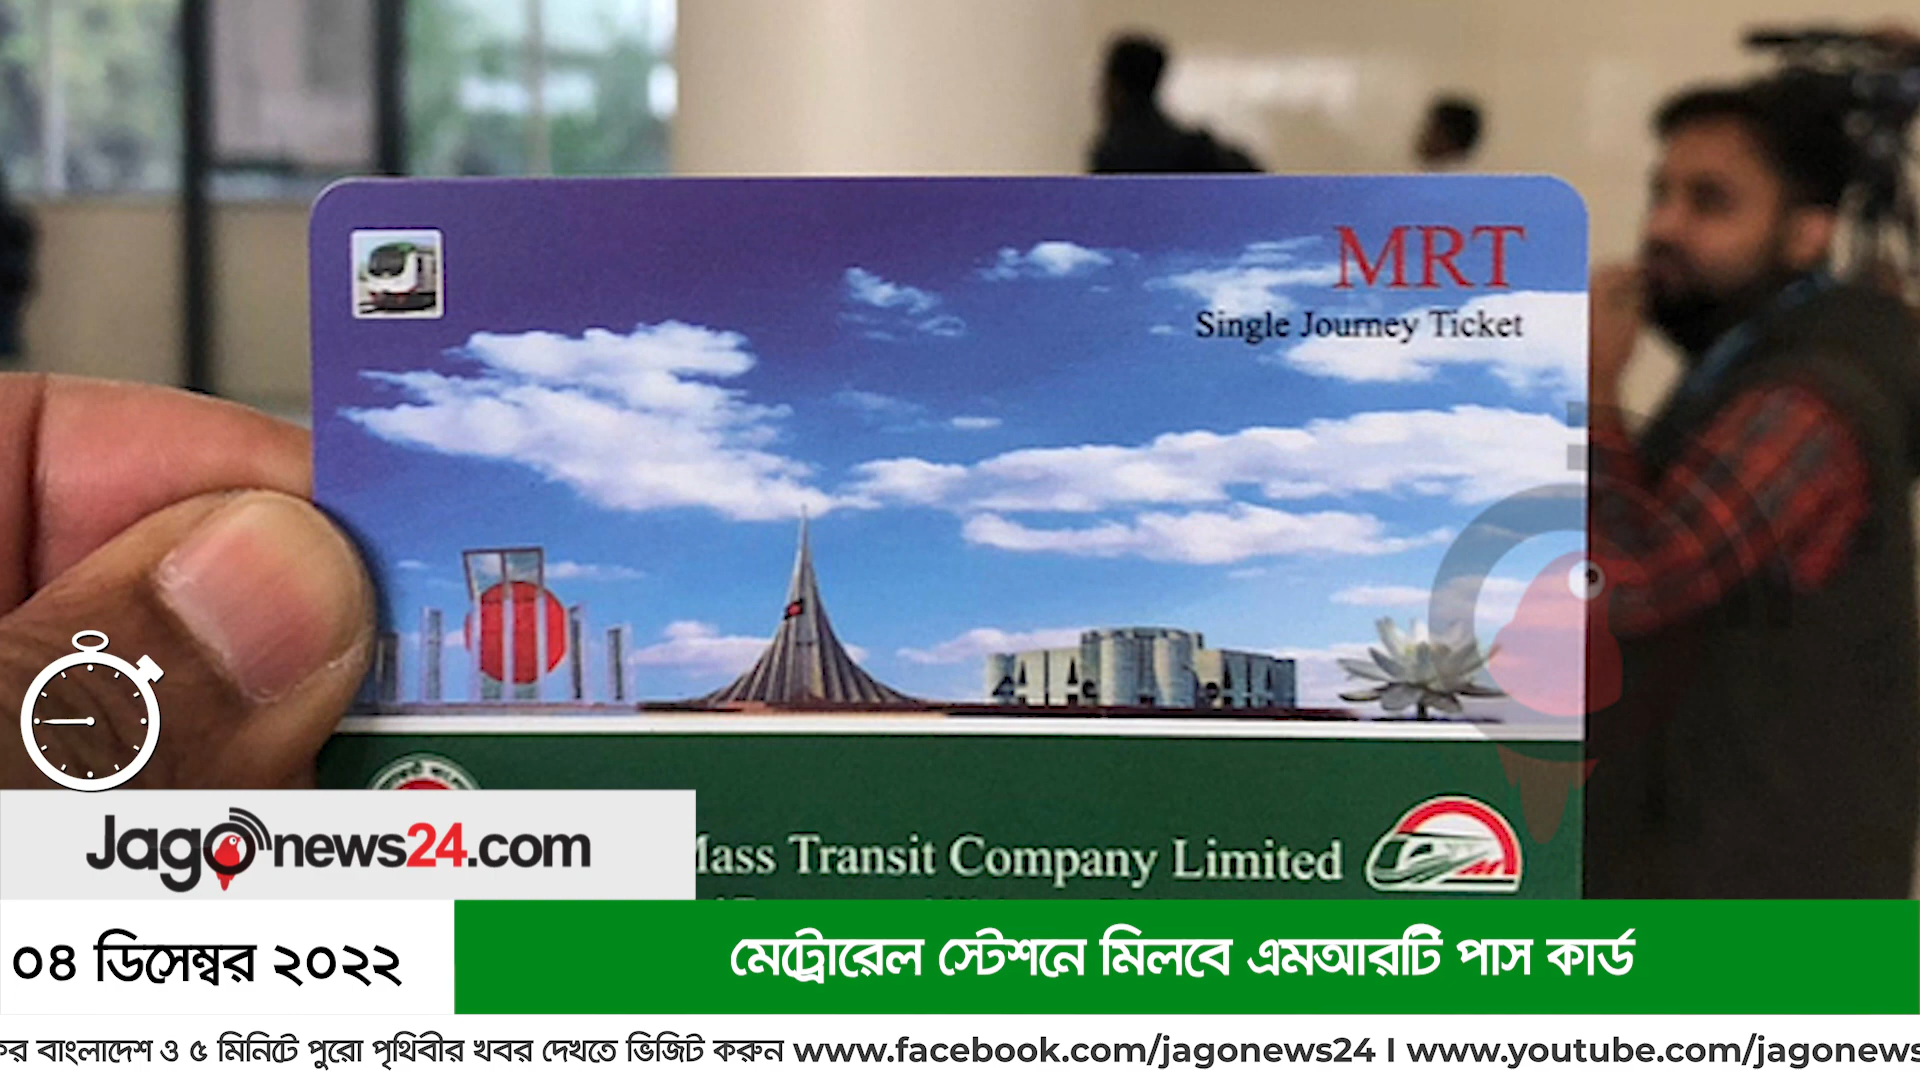 MRT
Single Journey Ticket
Mass Transit Company Limited
Jagonews24.com
০৪ ডিসেম্বর ২০২২
মেট্রোরেল স্টেশনে মিলবে এমআরটি পাস কার্ড
বাংলাদেশ ও ৫ মিনিটে পুরো পৃথিবীর খবর দেখতে ভিজিট করুন www.facebook.com/jagonews24 I www.youtube.com/jagonews